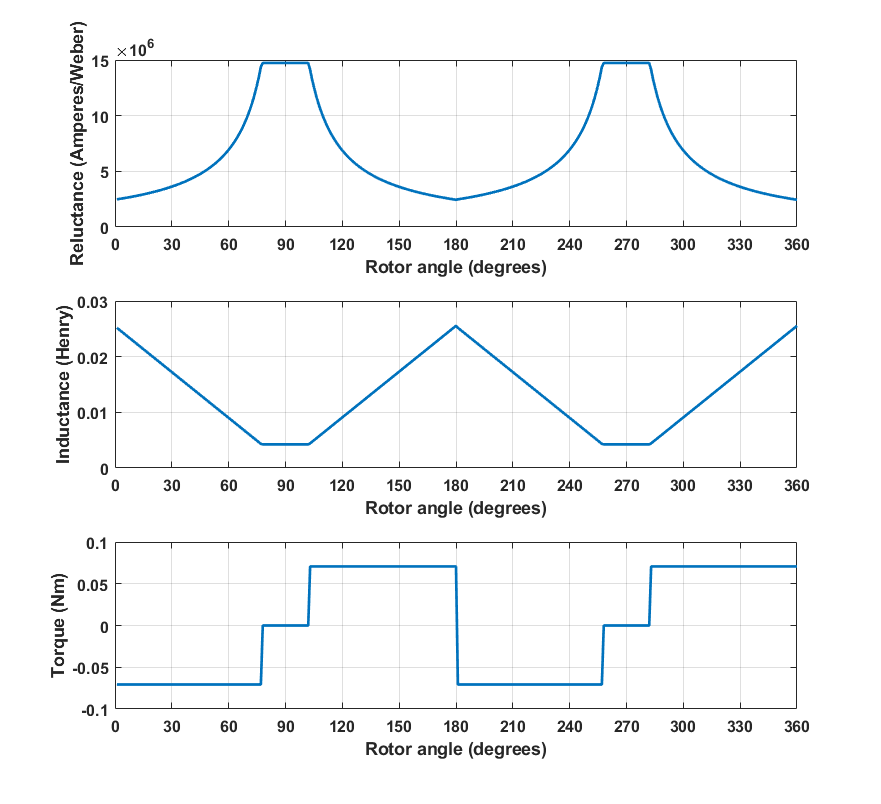 ×10⁶
Reluctance (Amperes/Weber)
15
10
5
0
0 30 60 90 120 150 180 210 240 270 300 330 360
Rotor angle (degrees)
Inductance (Henry)
0.03
0.02
0.01
0
0 30 60 90 120 150 180 210 240 270 300 330 360
Rotor angle (degrees)
Torque (Nm)
0.1
0.05
0
-0.05
-0.1
0 30 60 90 120 150 180 210 240 270 300 330 360
Rotor angle (degrees)